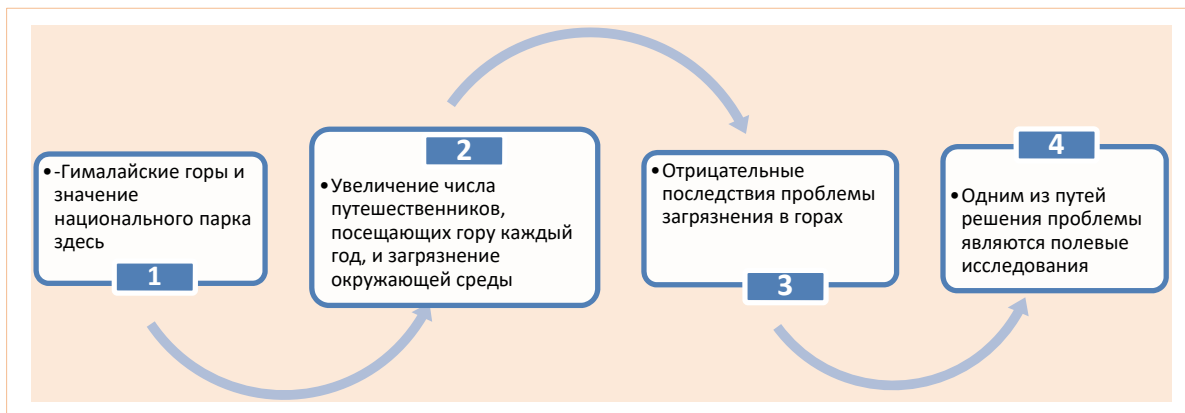 •-Гималайские горы и
значение
национального парка
здесь
1
2
•Увеличение числа
путешественников,
посещающих гору каждый
год, и загрязнение
окружающей среды
•Отрицательные
последствия проблемы
загрязнения в горах
3
4
•Одним из путей
решения проблемы
являются полевые
исследования